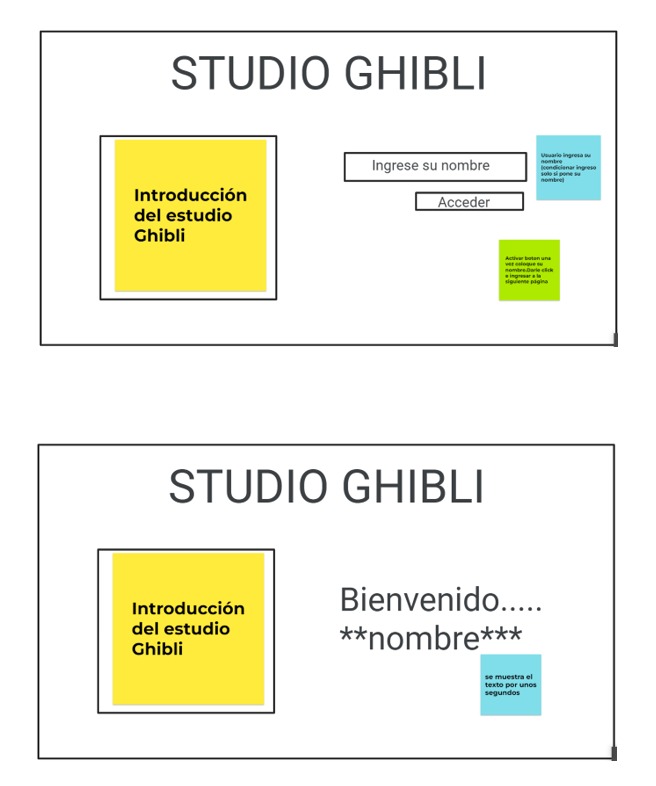 STUDIO GHIBLI
Introducción
del estudio
Ghibli
Ingrese su nombre
Acceder
Usuario ingresa su
nombre
(condicionar ingrese
solo si pone su
nombre)
Activar boton una
vez coloque su
nombre.Darle click
e ingresar a la
siguiente página
STUDIO GHIBLI
Introducción
del estudio
Ghibli
Bienvenido.....
**nombre***
se muestra el
texto por unos
segundos